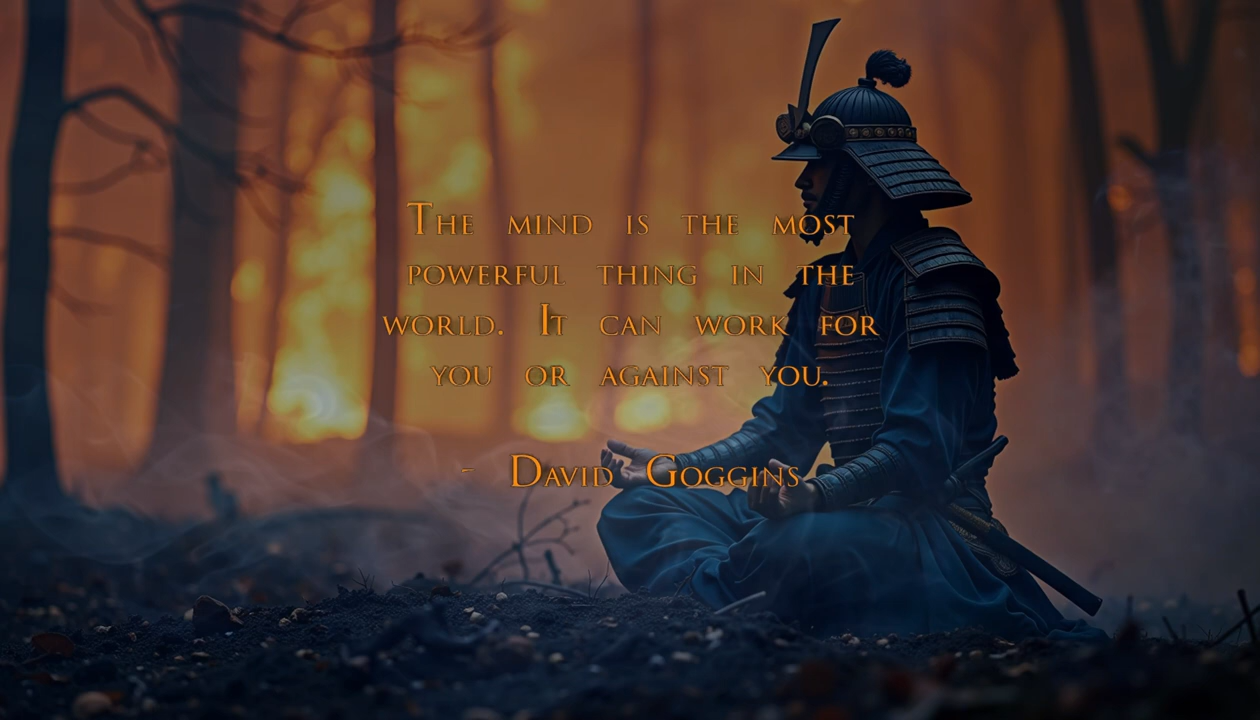 The mind is the most
powerful thing in the
world. It can work for
you or against you.
- David Goggins